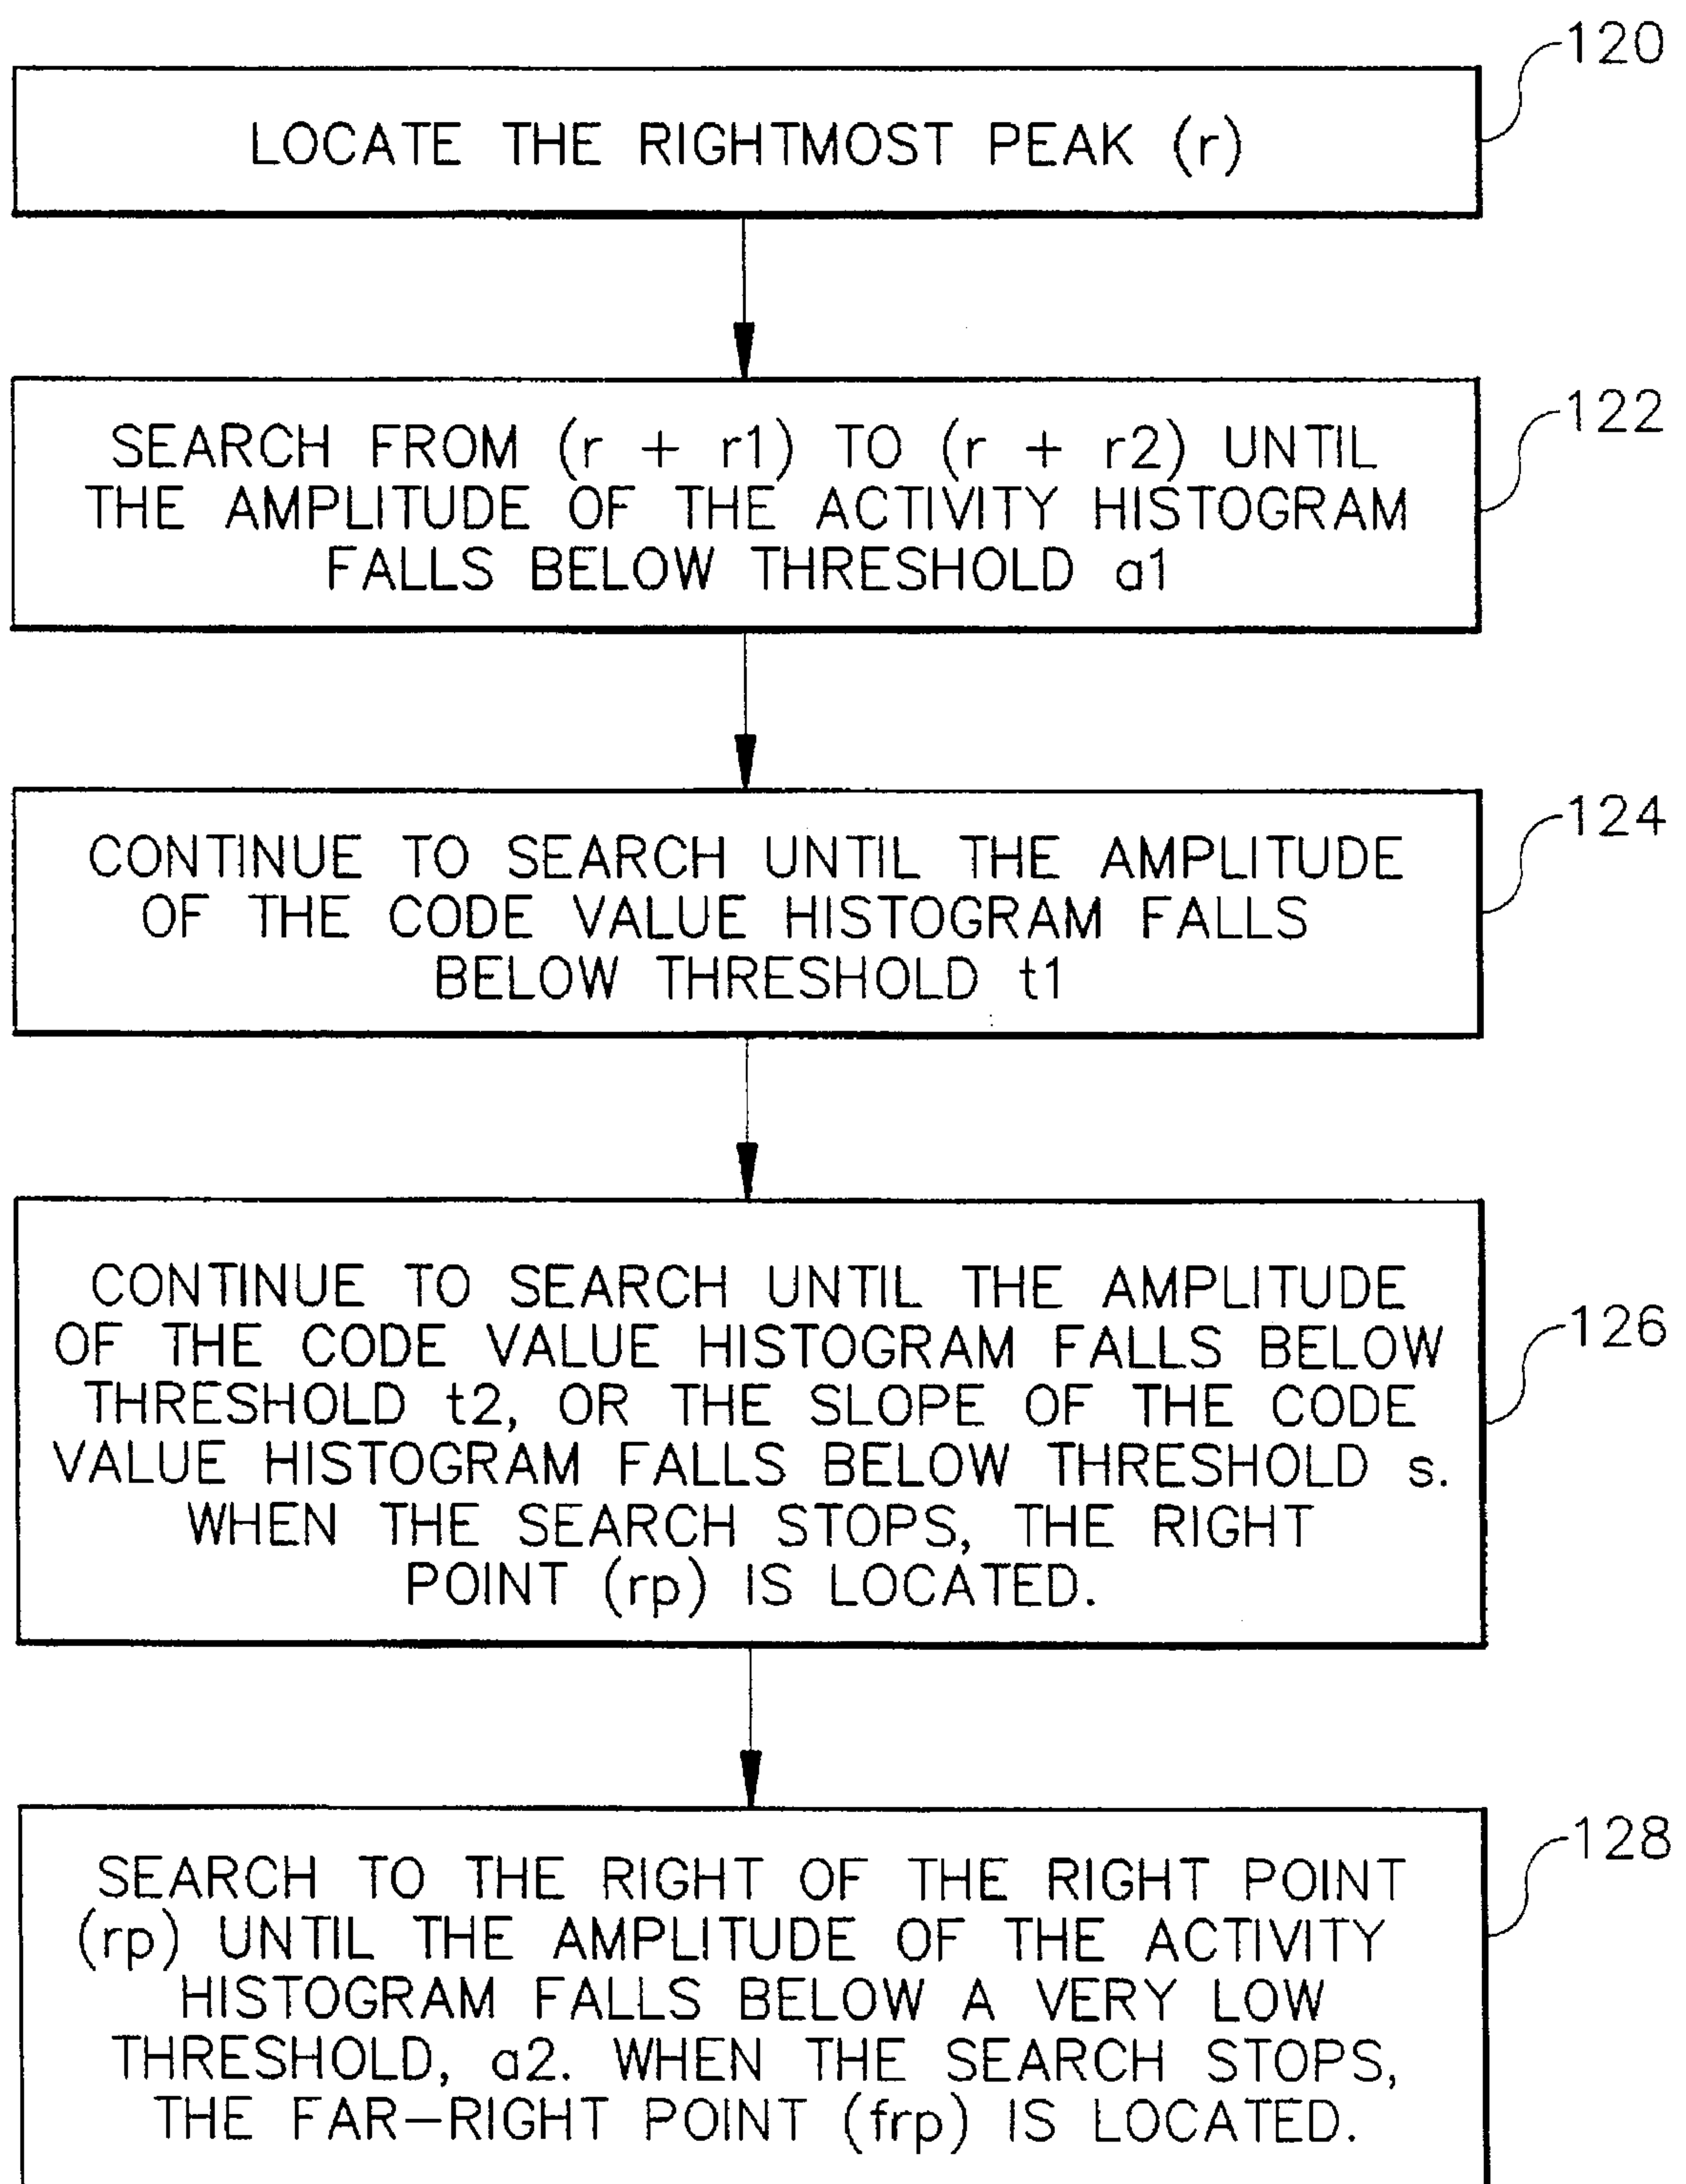 120
LOCATE THE RIGHTMOST PEAK (r)
122
SEARCH FROM (r + r1) TO (r + r2) UNTIL
THE AMPLITUDE OF THE ACTIVITY HISTOGRAM
FALLS BELOW THRESHOLD a1
124
CONTINUE TO SEARCH UNTIL THE AMPLITUDE
OF THE CODE VALUE HISTOGRAM FALLS
BELOW THRESHOLD t1
126
CONTINUE TO SEARCH UNTIL THE AMPLITUDE
OF THE CODE VALUE HISTOGRAM FALLS BELOW
THRESHOLD t2, OR THE SLOPE OF THE CODE
VALUE HISTOGRAM FALLS BELOW THRESHOLD s.
WHEN THE SEARCH STOPS, THE RIGHT
POINT (rp) IS LOCATED.
128
SEARCH TO THE RIGHT OF THE RIGHT POINT
(rp) UNTIL THE AMPLITUDE OF THE ACTIVITY
HISTOGRAM FALLS BELOW A VERY LOW
THRESHOLD, a2. WHEN THE SEARCH STOPS,
THE FAR-RIGHT POINT (frp) IS LOCATED.